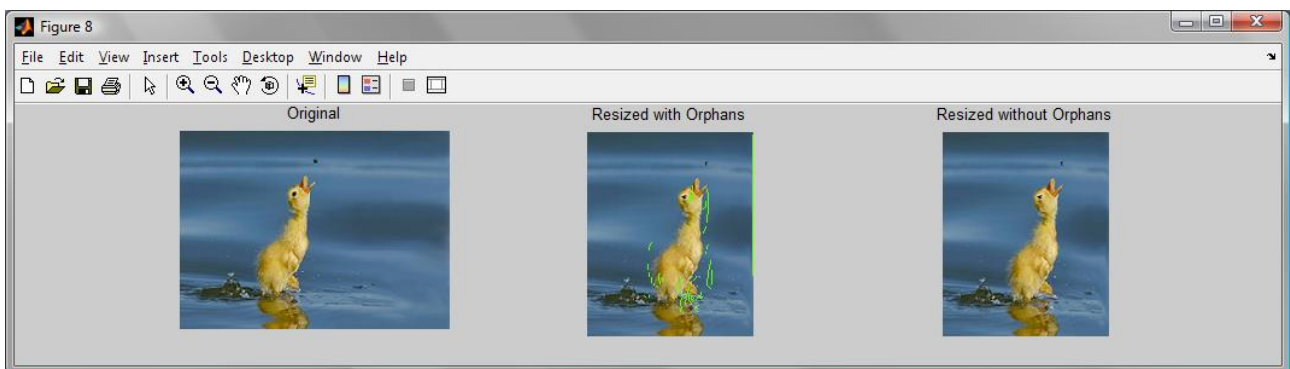 Figure 8
File Edit View Insert Tools Desktop Window Help
Original
Resized with Orphans
Resized without Orphans